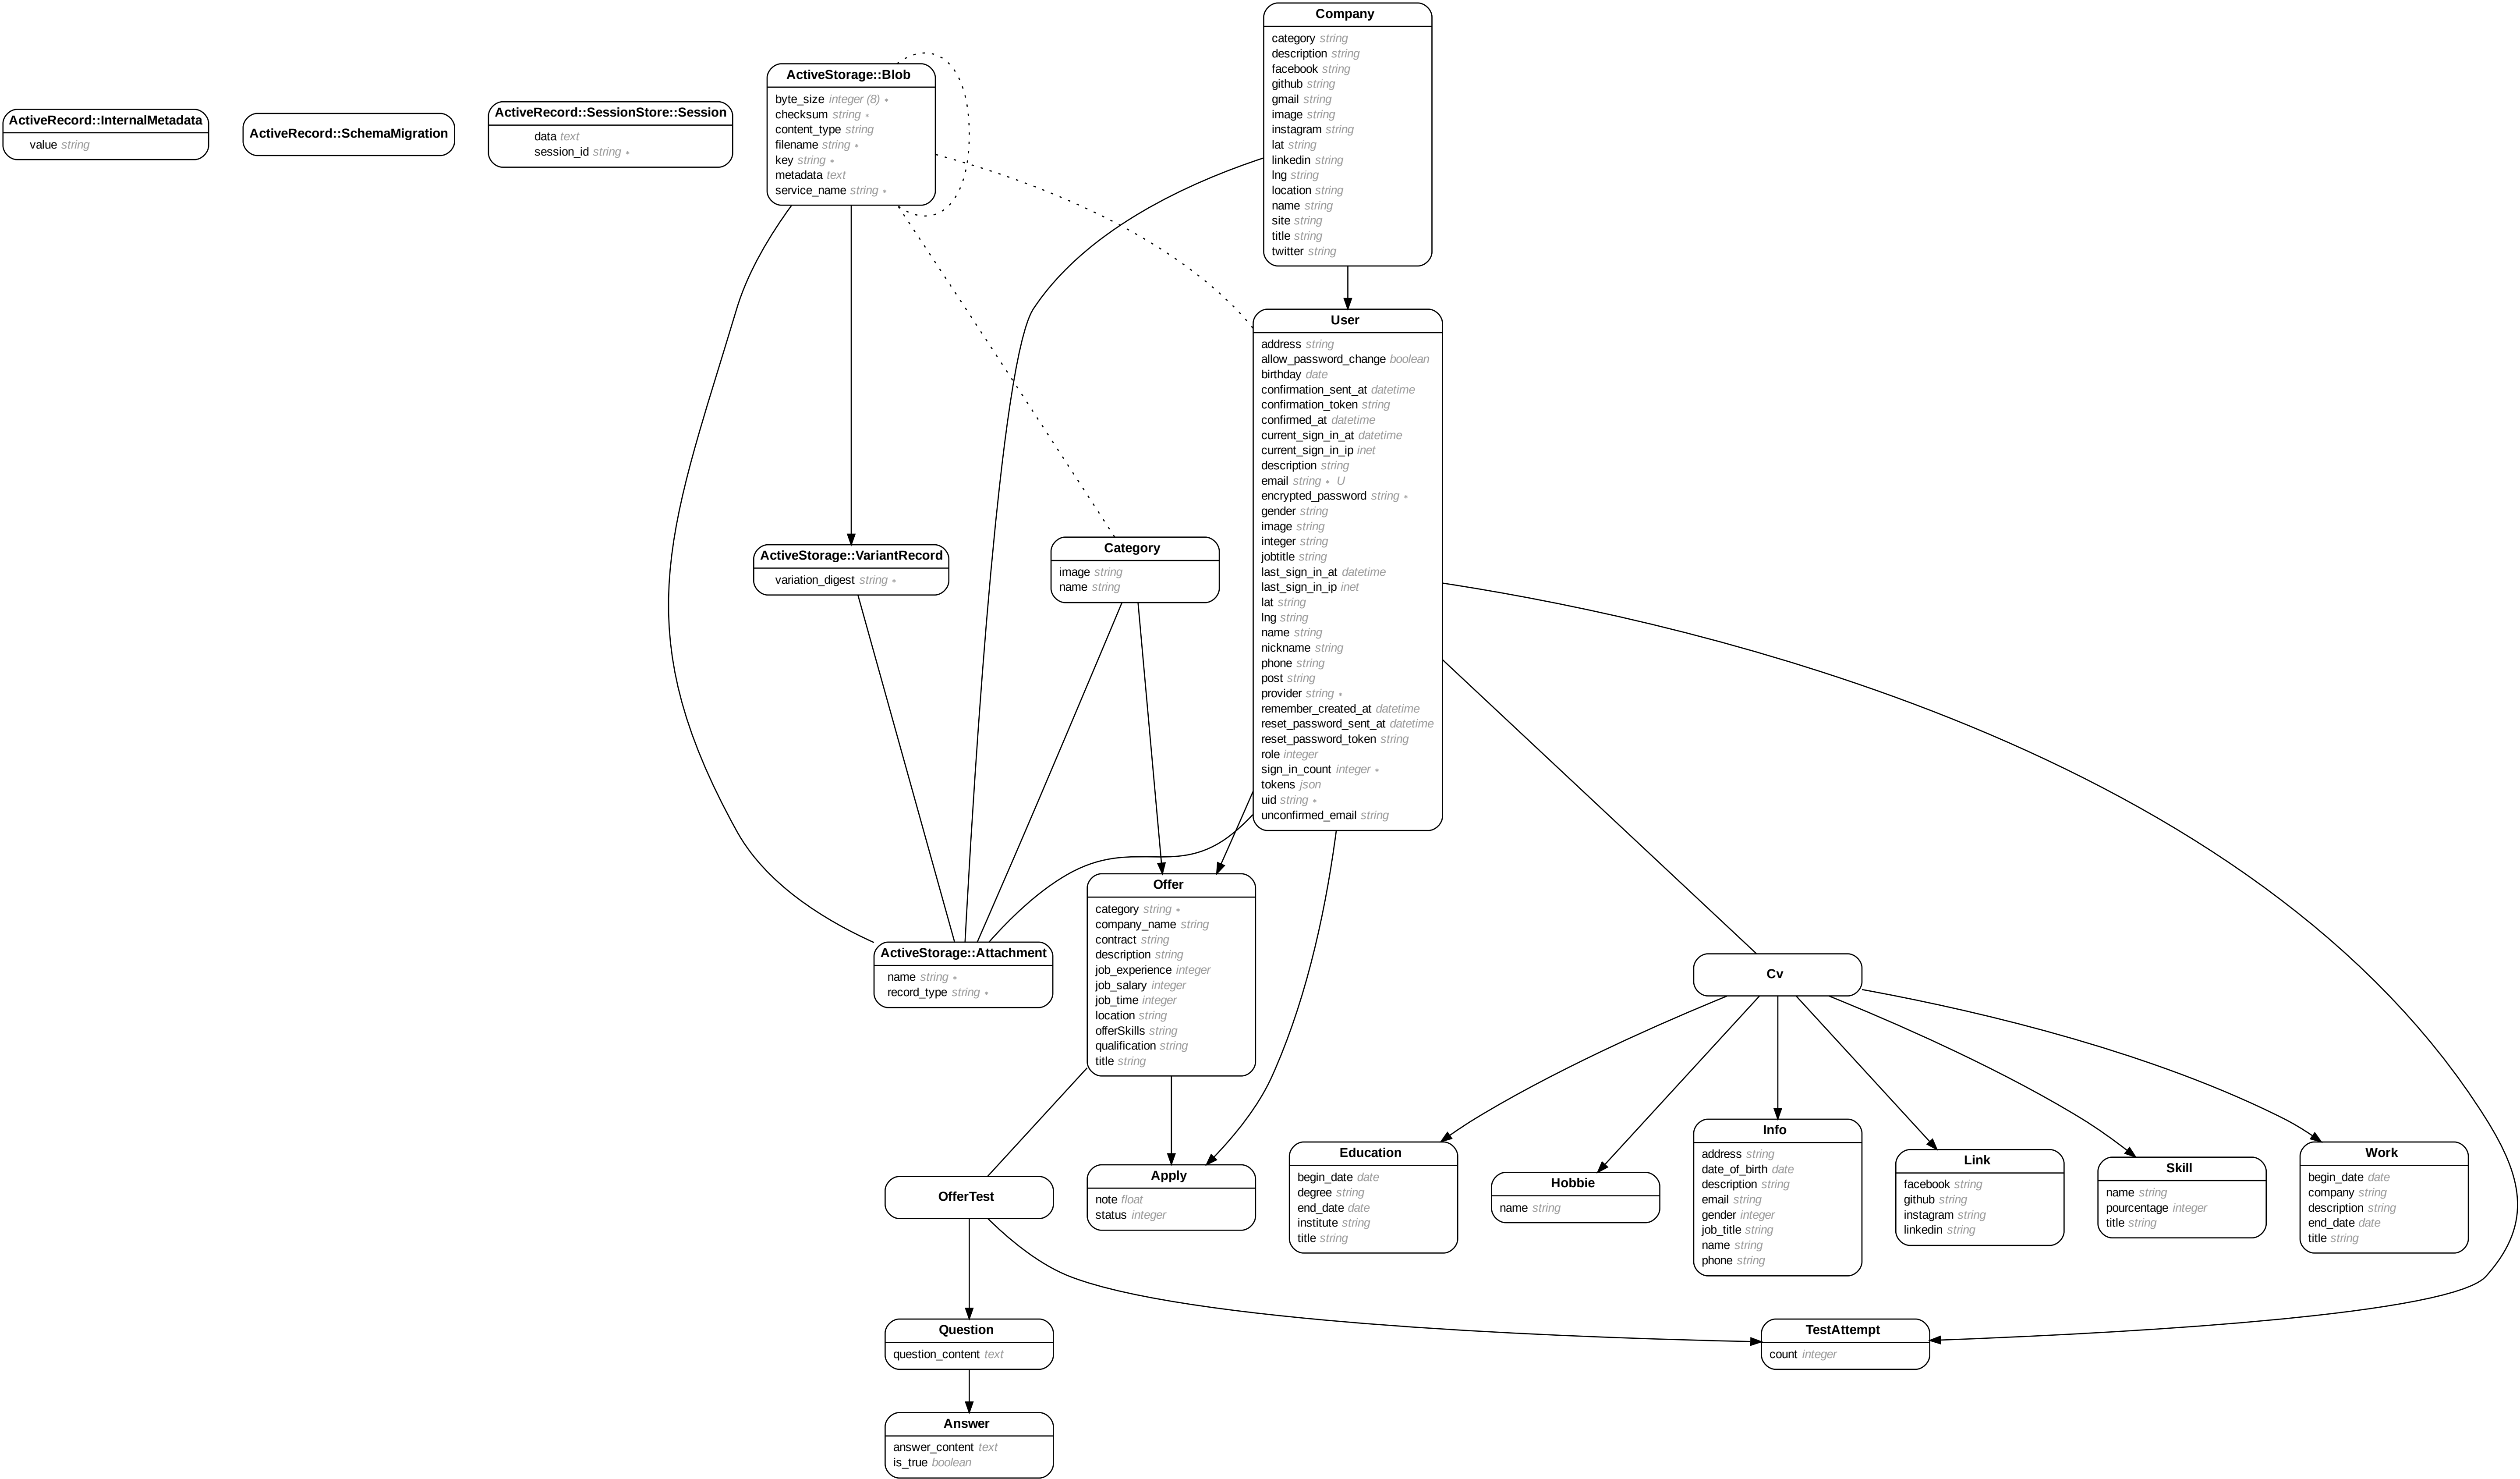 Company
category string
description string
facebook string
github string
gmail string
image string
instagram string
lat string
linkedin string
lng string
location string
name string
site string
title string
twitter string
ActiveStorage::Blob
byte_size integer (8) *
checksum string *
content_type string
filename string *
key string *
metadata text
service_name string *
ActiveRecord::InternalMetadata
value string
ActiveRecord::SchemaMigration
ActiveRecord::SessionStore::Session
data text
session_id string *
User
address string
allow_password_change boolean
birthday date
confirmation_sent_at datetime
confirmation_token string
confirmed_at datetime
current_sign_in_at datetime
current_sign_in_ip inet
description string
email string * U
encrypted_password string *
gender string
image string
integer string
jobtitle string
last_sign_in_at datetime
last_sign_in_ip inet
lat string
lng string
name string
nickname string
phone string
post string
provider string *
remember_created_at datetime
reset_password_sent_at datetime
reset_password_token string
role integer
sign_in_count integer *
tokens json
uid string *
unconfirmed_email string
ActiveStorage::VariantRecord
variation_digest string *
Category
image string
name string
Offer
category string *
company_name string
contract string
description string
job_experience integer
job_salary integer
job_time integer
location string
offerSkills string
qualification string
title string
ActiveStorage::Attachment
name string *
record_type string *
Cv
OfferTest
Apply
note float
status integer
Education
begin_date date
degree string
end_date date
institute string
title string
Hobbie
name string
Info
address string
date_of_birth date
description string
email string
gender integer
job_title string
name string
phone string
Link
facebook string
github string
instagram string
linkedin string
Skill
name string
pourcentage integer
title string
Work
begin_date date
company string
description string
end_date date
title string
Question
question_content text
TestAttempt
count integer
Answer
answer_content text
is_true boolean